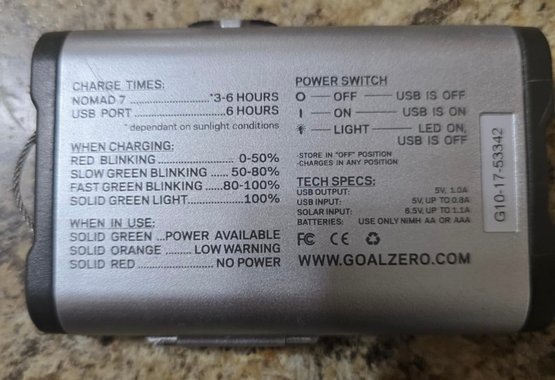 CHARGE TIMES:
NOMAD 7 ..................... *3-6 HOURS
USB PORT ........................ 6 HOURS
* dependant on sunlight conditions
WHEN CHARGING:
RED BLINKING .................. 0-50%
SLOW GREEN BLINKING ..... 50-80%
FAST GREEN BLINKING .....80-100%
SOLID GREEN LIGHT..............100%
WHEN IN USE:
SOLID GREEN ...POWER AVAILABLE
SOLID ORANGE ......... LOW WARNING
SOLID RED .................... NO POWER
POWER SWITCH
O — OFF — USB IS OFF
I — ON — USB IS ON
— LIGHT — LED ON,
USB IS OFF
-STORE IN "OFF" POSITION
-CHARGES IN ANY POSITION
TECH SPECS:
USB OUTPUT: 5V, 1.0A
USB INPUT: 5V, UP TO 0.8A
SOLAR INPUT: 6.5V, UP TO 1.1A
BATTERIES: USE ONLY NIMH AA OR AAA
FC CE
WWW.GOALZERO.COM
G10-17-53342